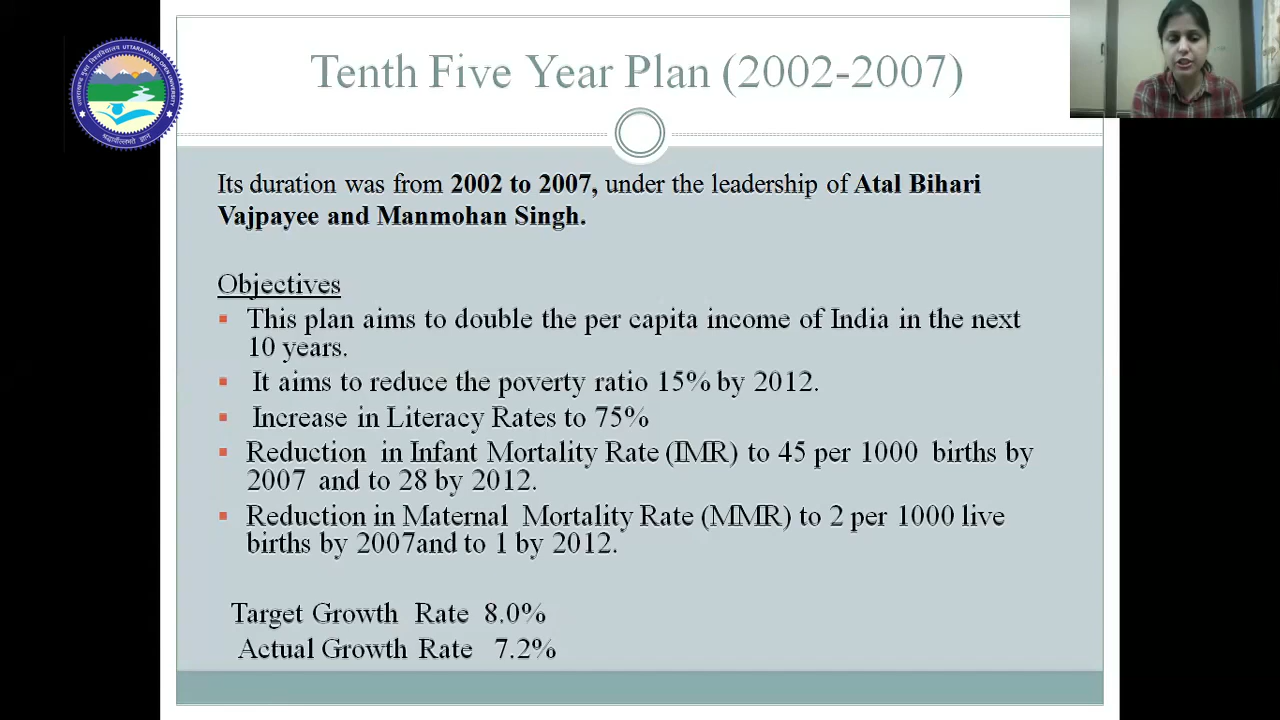 Tenth Five Year Plan (2002-2007)
UTTARAKHAND OPEN UNIVERSITY
Its duration was from 2002 to 2007, under the leadership of Atal Bihari
Vajpayee and Manmohan Singh.
Objectives
▪ This plan aims to double the per capita income of India in the next
10 years.
▪ It aims to reduce the poverty ratio 15% by 2012.
▪ Increase in Literacy Rates to 75%
▪ Reduction in Infant Mortality Rate (IMR) to 45 per 1000 births by
2007 and to 28 by 2012.
▪ Reduction in Maternal Mortality Rate (MMR) to 2 per 1000 live
births by 2007and to 1 by 2012.
Target Growth Rate 8.0%
Actual Growth Rate 7.2%